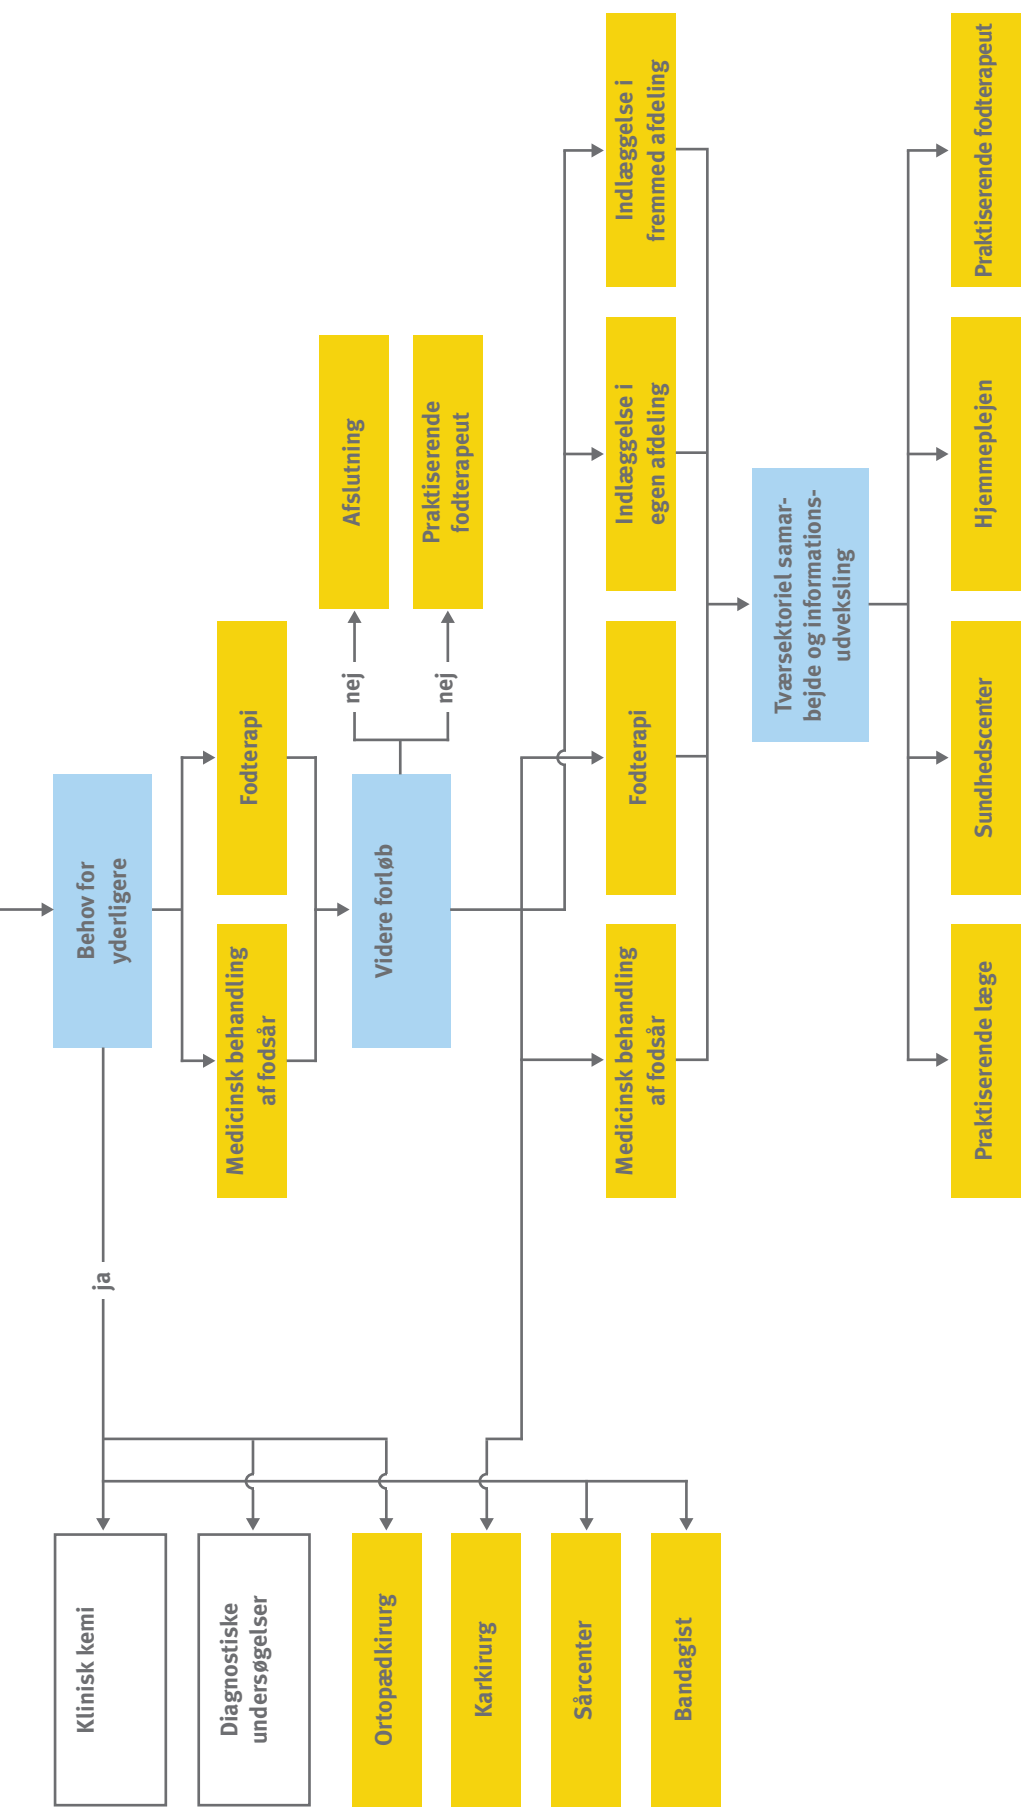 Behov for
yderligere
ja
Klinisk kemi
Diagnostiske
undersøgelser
Ortopædkirurg
Karkirurg
Sårcenter
Bandagist
Medicinsk behandling
af fodsår
Fodterapi
Videre forløb
nej
Afslutning
nej
Praktiserende
fodterapeut
Medicinsk behandling
af fodsår
Fodterapi
Indlæggelse i
egen afdeling
Indlæggelse i
fremmed afdeling
Tværsektoriel samar-
bejde og informations-
udveksling
Praktiserende læge
Sundhedscenter
Hjemmeplejen
Praktiserende fodterapeut